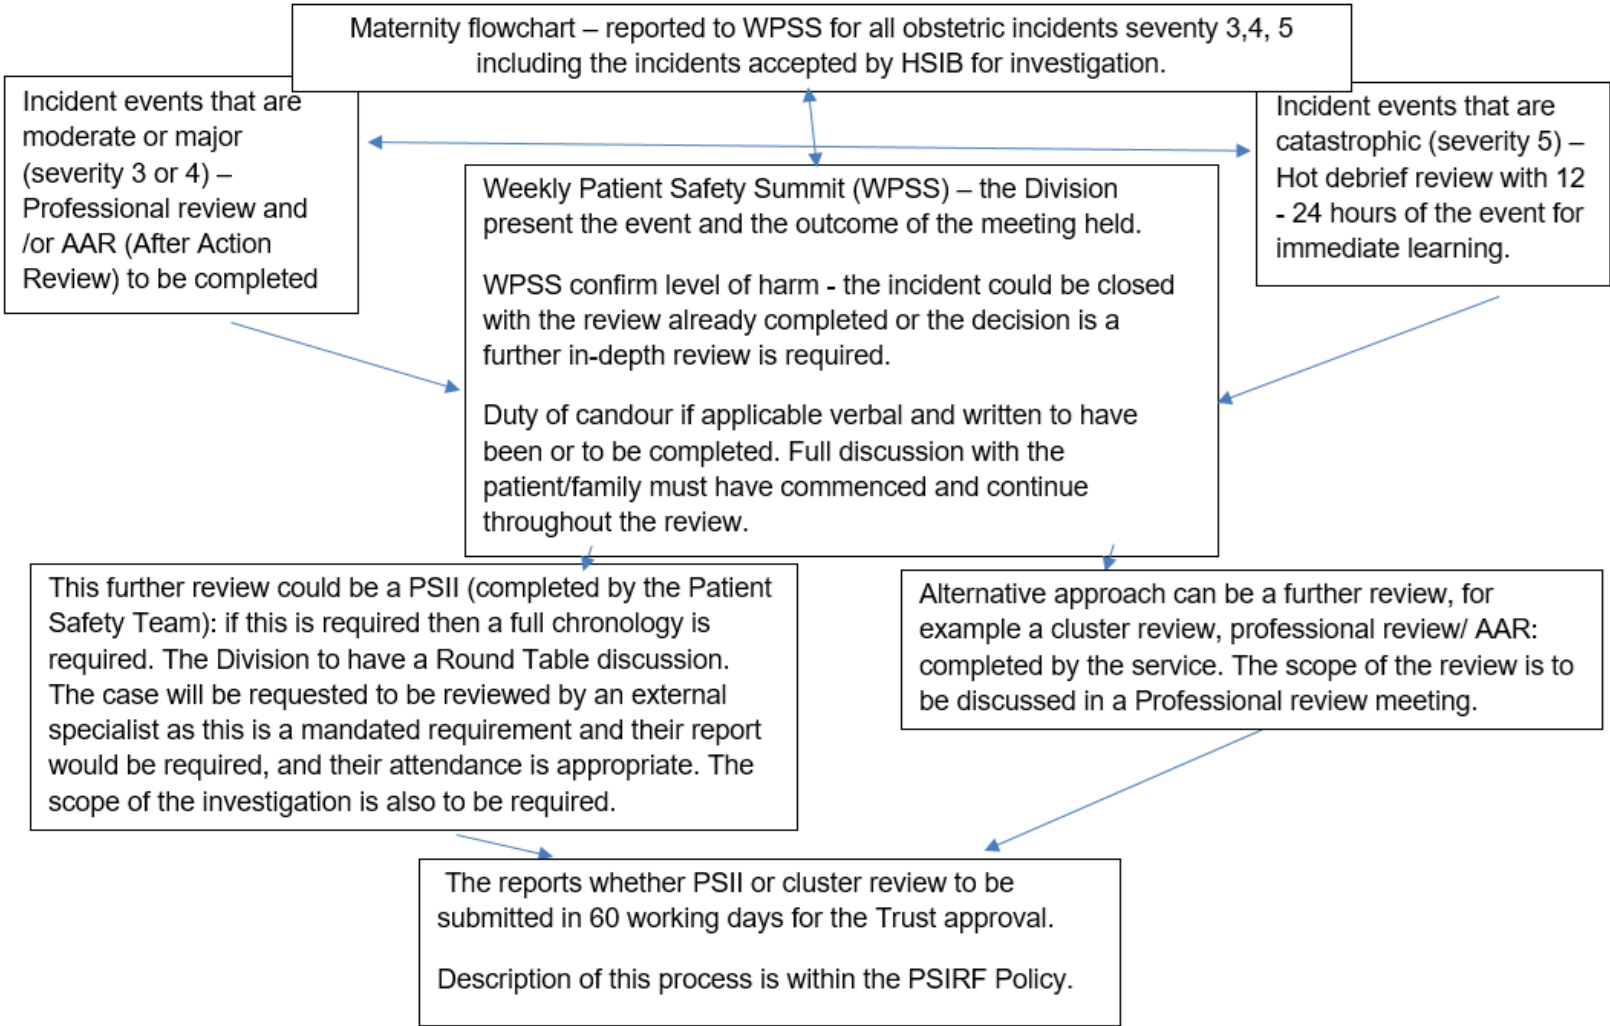 Maternity flowchart – reported to WPSS for all obstetric incidents seventy 3,4, 5
including the incidents accepted by HSIB for investigation.
Incident events that are
moderate or major
(severity 3 or 4) –
Professional review and
/or AAR (After Action
Review) to be completed
Incident events that are
catastrophic (severity 5) –
Hot debrief review with 12
- 24 hours of the event for
immediate learning.
Weekly Patient Safety Summit (WPSS) – the Division
present the event and the outcome of the meeting held.
WPSS confirm level of harm - the incident could be closed
with the review already completed or the decision is a
further in-depth review is required.
Duty of candour if applicable verbal and written to have
been or to be completed. Full discussion with the
patient/family must have commenced and continue
throughout the review.
This further review could be a PSII (completed by the Patient
Safety Team): if this is required then a full chronology is
required. The Division to have a Round Table discussion.
The case will be requested to be reviewed by an external
specialist as this is a mandated requirement and their report
would be required, and their attendance is appropriate. The
scope of the investigation is also to be required.
Alternative approach can be a further review, for
example a cluster review, professional review/ AAR:
completed by the service. The scope of the review is to
be discussed in a Professional review meeting.
The reports whether PSII or cluster review to be
submitted in 60 working days for the Trust approval.
Description of this process is within the PSIRF Policy.